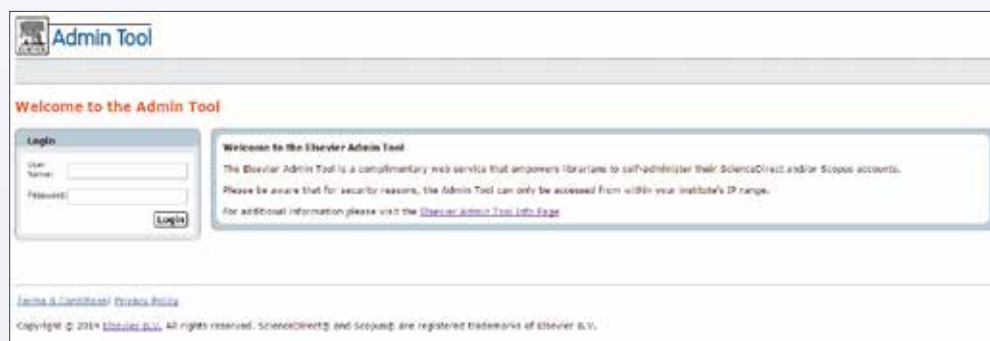 Admin Tool
Welcome to the Admin Tool
Login
User
Name:
Password:
Login
Welcome to the Elsevier Admin Tool
The Elsevier Admin Tool is a complimentary web service that empowers librarians to self-administer their ScienceDirect and/or Scopus accounts.
Please be aware that for security reasons, the Admin Tool can only be accessed from within your institute's IP range.
For additional information please visit the Elsevier Admin Tool Info Page
Terms & Conditions| Privacy Policy
Copyright © 2014 Elsevier B.V. All rights reserved. ScienceDirect® and Scopus® are registered trademarks of Elsevier B.V.